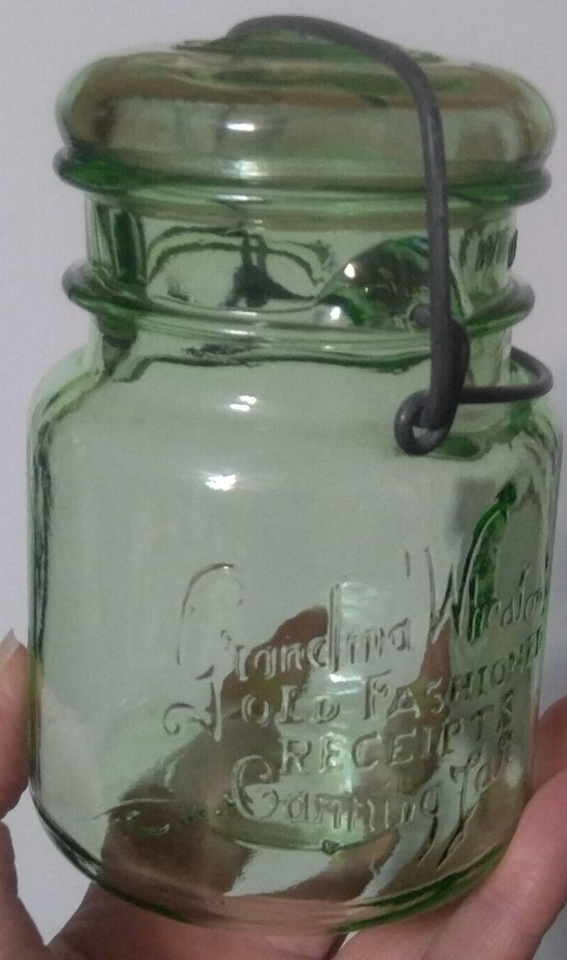 Grandma Wheaton's
OLD FASHIONED
RECEIPTS
Canning Jar